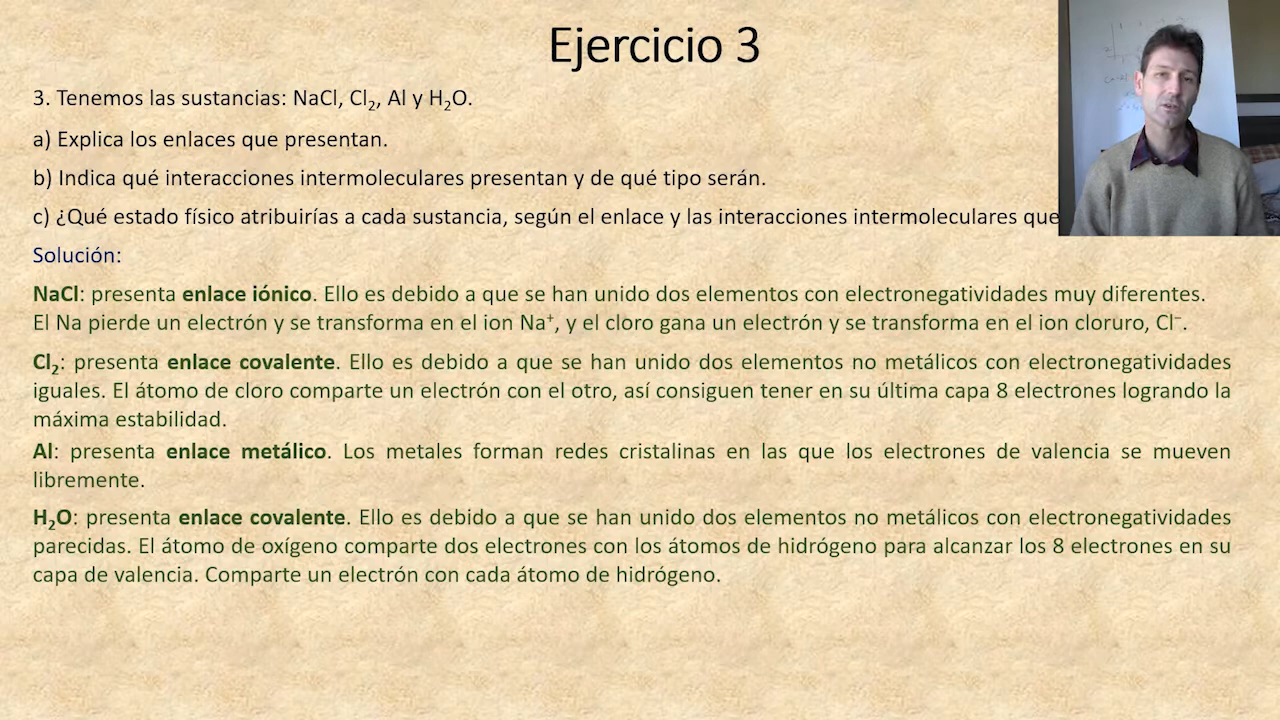 Ejercicio 3
3. Tenemos las sustancias: NaCl, Cl₂, Al y H₂O.
a) Explica los enlaces que presentan.
b) Indica qué interacciones intermoleculares presentan y de qué tipo serán.
c) ¿Qué estado físico atribuirías a cada sustancia, según el enlace y las interacciones intermoleculares que
Solución:
NaCl: presenta enlace iónico. Ello es debido a que se han unido dos elementos con electronegatividades muy diferentes.
El Na pierde un electrón y se transforma en el ion Na⁺, y el cloro gana un electrón y se transforma en el ion cloruro, Cl⁻.
Cl₂: presenta enlace covalente. Ello es debido a que se han unido dos elementos no metálicos con electronegatividades
iguales. El átomo de cloro comparte un electrón con el otro, así consiguen tener en su última capa 8 electrones logrando la
máxima estabilidad.
Al: presenta enlace metálico. Los metales forman redes cristalinas en las que los electrones de valencia se mueven
libremente.
H₂O: presenta enlace covalente. Ello es debido a que se han unido dos elementos no metálicos con electronegatividades
parecidas. El átomo de oxígeno comparte dos electrones con los átomos de hidrógeno para alcanzar los 8 electrones en su
capa de valencia. Comparte un electrón con cada átomo de hidrógeno.